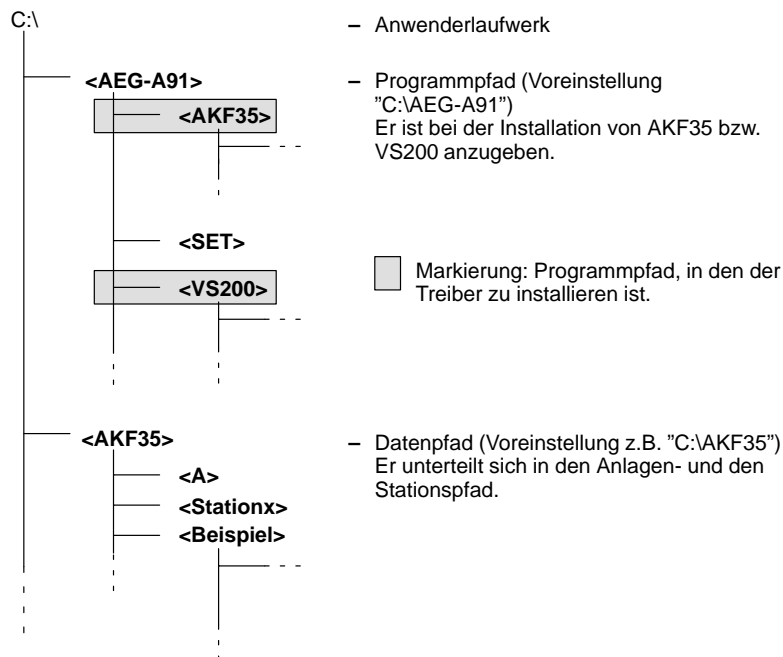 C:\
– Anwenderlaufwerk
<AEG-A91>
– Programmpfad (Voreinstellung
”C:\AEG-A91”)
Er ist bei der Installation von AKF35 bzw.
VS200 anzugeben.
<AKF35>
<SET>
<VS200>
Markierung: Programmpfad, in den der
Treiber zu installieren ist.
<AKF35>
– Datenpfad (Voreinstellung z.B. ”C:\AKF35”)
Er unterteilt sich in den Anlagen- und den
Stationspfad.
<A>
<Stationx>
<Beispiel>